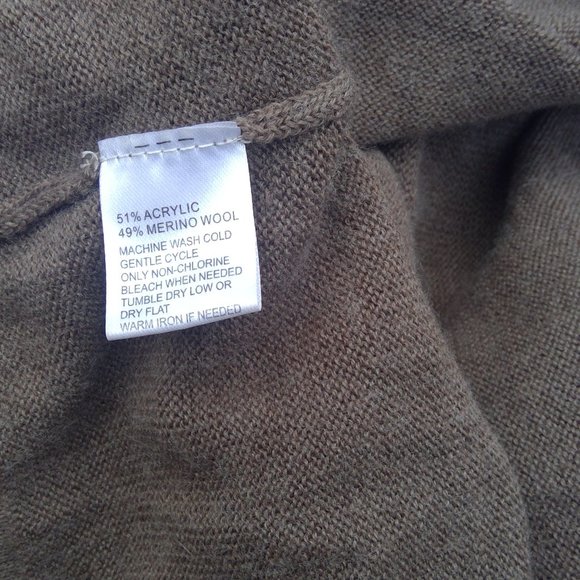 51% ACRYLIC
49% MERINO WOOL
MACHINE WASH COLD
GENTLE CYCLE
ONLY NON-CHLORINE
BLEACH WHEN NEEDED
TUMBLE DRY LOW OR
DRY FLAT
WARM IRON IF NEEDED